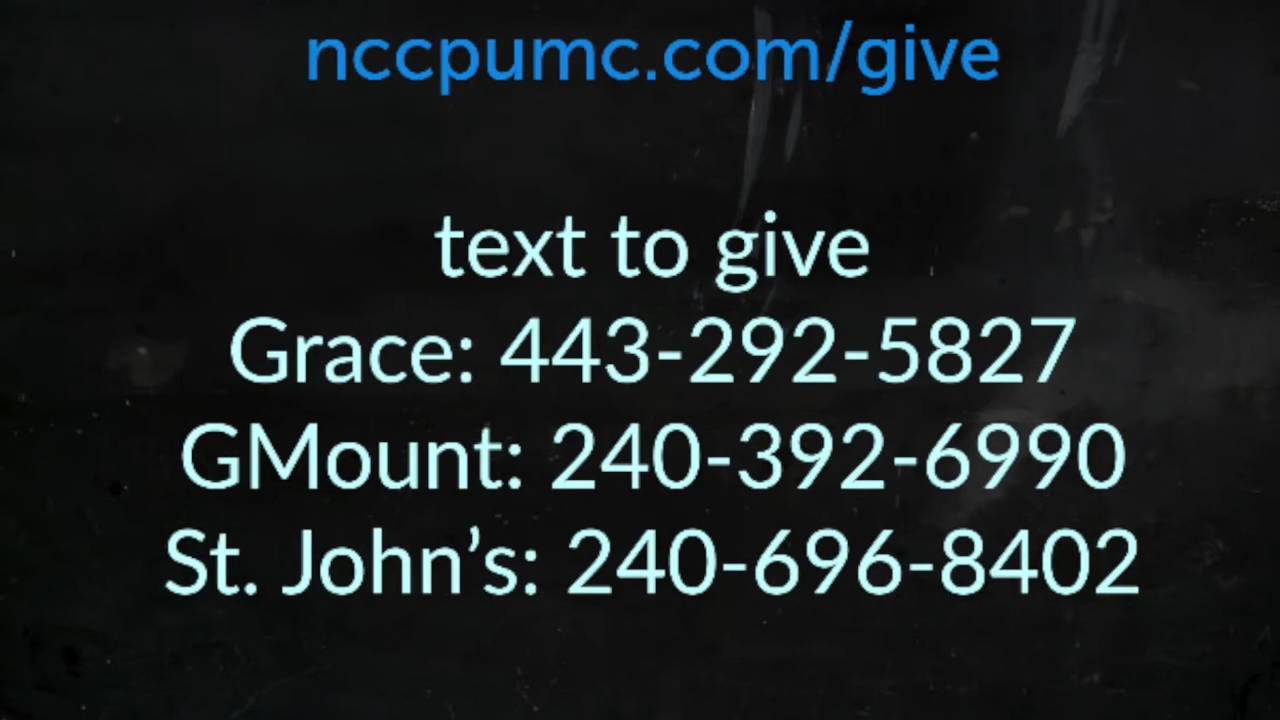 nccpumc.com/give
text to give
Grace: 443-292-5827
GMount: 240-392-6990
St. John’s: 240-696-8402